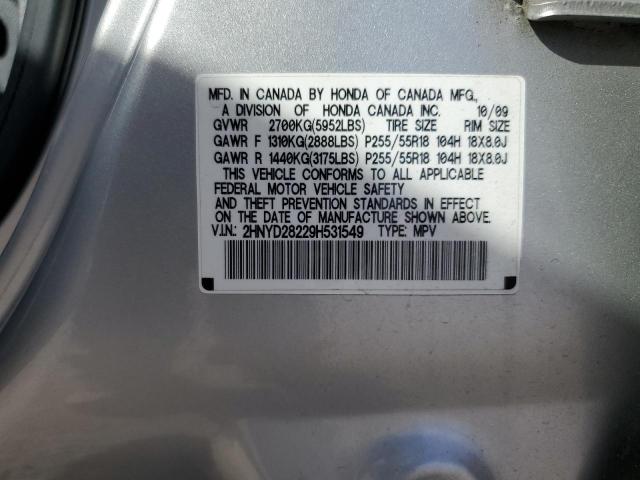 MFD. IN CANADA BY HONDA OF CANADA MFG.,
A DIVISION OF HONDA CANADA INC. 10/09
GVWR 2700KG(5952LBS) TIRE SIZE RIM SIZE
GAWR F 1310KG(2888LBS) P255/55R18 104H 18X8.0J
GAWR R 1440KG(3175LBS) P255/55R18 104H 18X8.0J
THIS VEHICLE CONFORMS TO ALL APPLICABLE
FEDERAL MOTOR VEHICLE SAFETY
AND THEFT PREVENTION STANDARDS IN EFFECT
ON THE DATE OF MANUFACTURE SHOWN ABOVE.
V.I.N.: 2HNYD28229H531549 TYPE: MPV